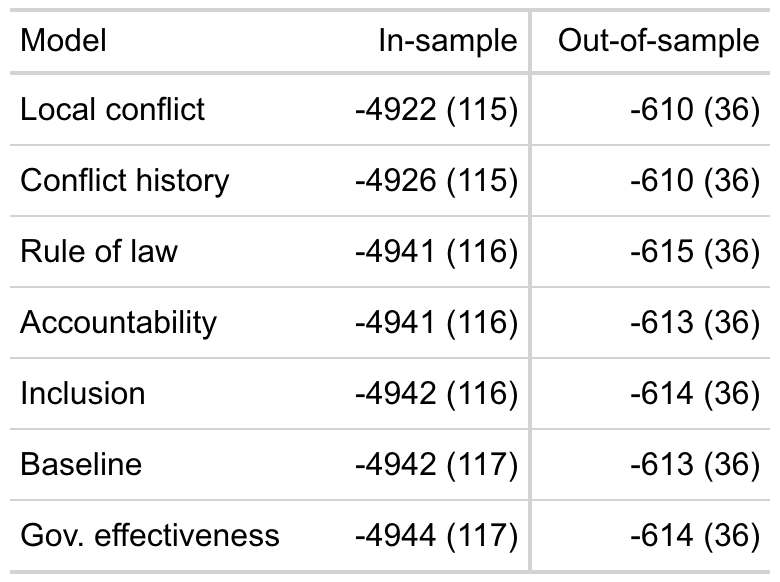 Model In-sample Out-of-sample
Local conflict -4922 (115) -610 (36)
Conflict history -4926 (115) -610 (36)
Rule of law -4941 (116) -615 (36)
Accountability -4941 (116) -613 (36)
Inclusion -4942 (116) -614 (36)
Baseline -4942 (117) -613 (36)
Gov. effectiveness -4944 (117) -614 (36)